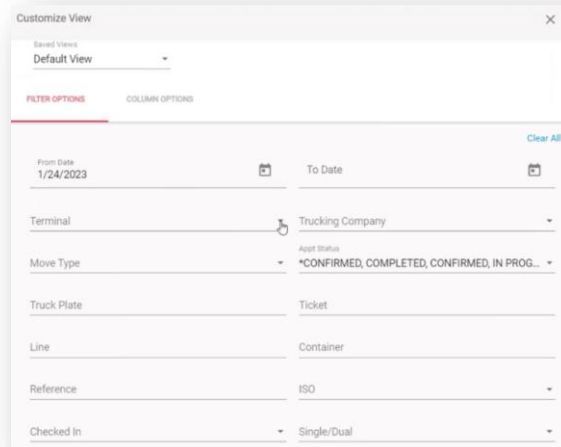 Customize View
Saved Views
Default View
FILTER OPTIONS COLUMN OPTIONS
Clear All
From Date
1/24/2023 To Date
Terminal Trucking Company
Appt Status
Move Type *CONFIRMED, COMPLETED, CONFIRMED, IN PROG...
Truck Plate Ticket
Line Container
Reference ISO
Checked In Single/Dual